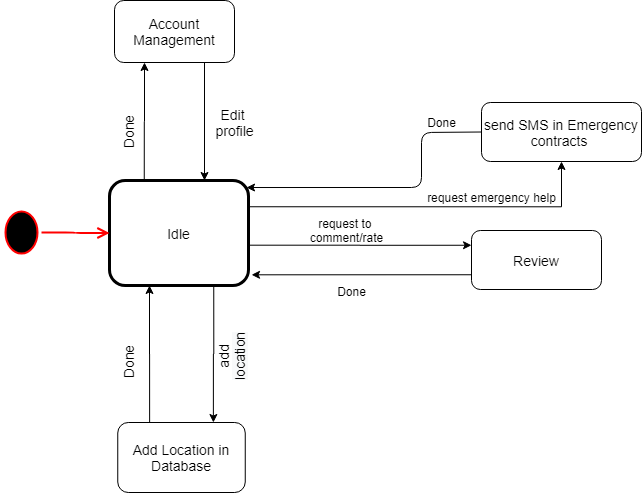 Account
Management
Done
Edit
profile
Done
send SMS in Emergency
contracts
request emergency help
Idle
request to
comment/rate
Review
Done
Done
add
location
Add Location in
Database